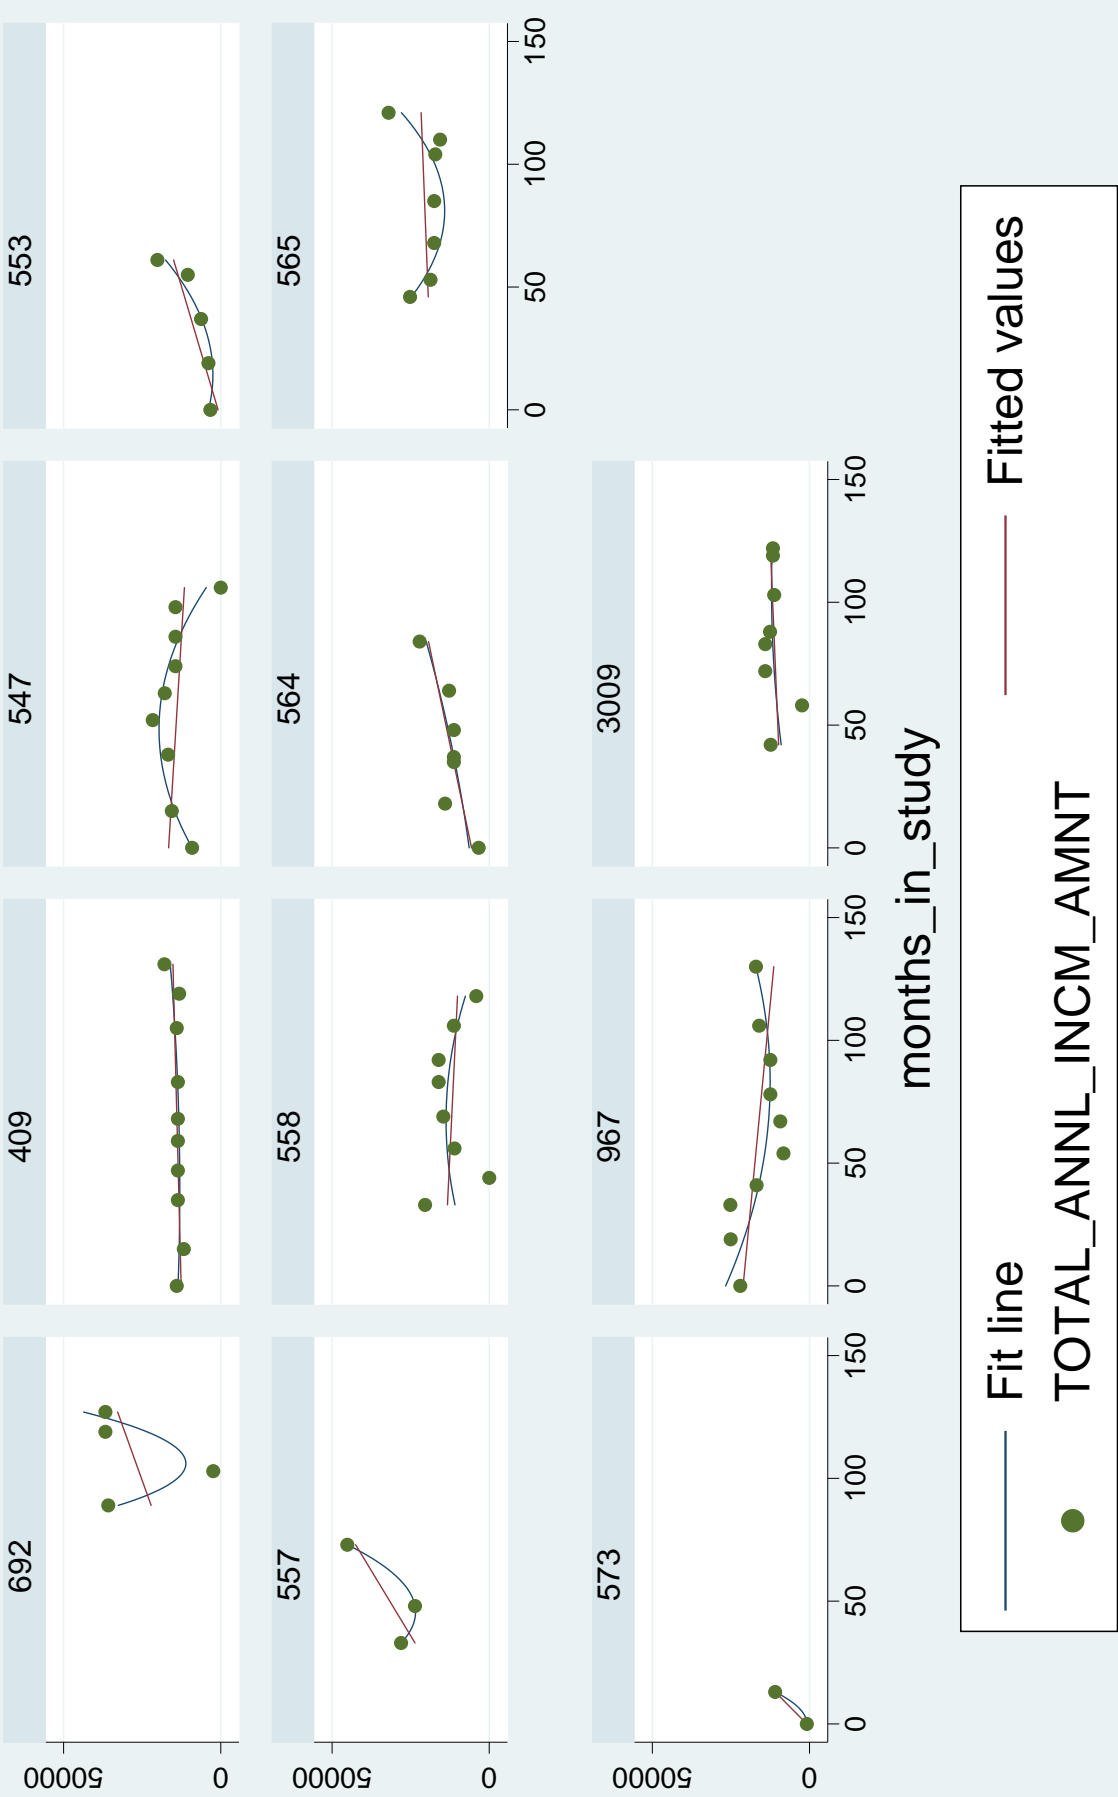 692 409 547 553
50000
0
557 558 564 565
50000
0
0 50 100 150
573 967 3009
50000
0
0 50 100 150 0 50 100 150 0 50 100 150
months_in_study
Fit line Fitted values
TOTAL_ANNL_INCM_AMNT